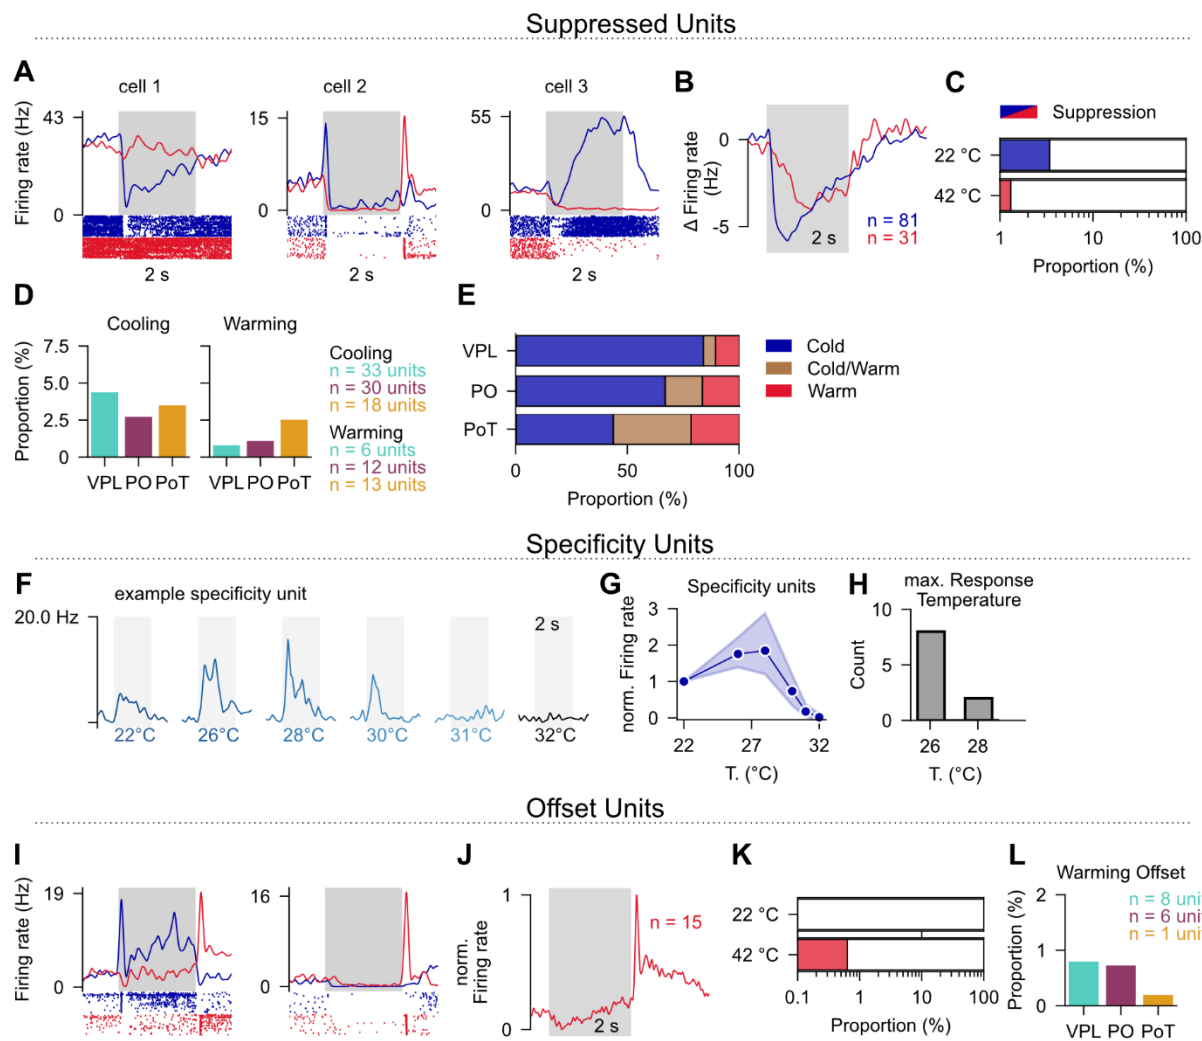 Suppressed Units
A
cell 1
cell 2
cell 3
Firing rate (Hz)
43
0
15
0
55
0
2 s
2 s
2 s
B
Δ Firing rate
(Hz)
0
-5
2 s
n = 81
n = 31
C
Suppression
22 °C
42 °C
1
10
100
Proportion (%)
D
Cooling
Warming
Proportion (%)
7.5
5.0
2.5
0
VPL PO PoT
VPL PO PoT
Cooling
n = 33 units
n = 30 units
n = 18 units
Warming
n = 6 units
n = 12 units
n = 13 units
E
VPL
PO
PoT
0
50
100
Proportion (%)
Cold
Cold/Warm
Warm
Specificity Units
F
example specificity unit
20.0 Hz
2 s
22°C
26°C
28°C
30°C
31°C
32°C
G
Specificity units
norm. Firing rate
3
2
1
0
22
27
32
T. (°C)
H
max. Response
Temperature
Count
10
5
0
26
28
T. (°C)
Offset Units
I
Firing rate (Hz)
19
0
16
0
J
norm.
Firing rate
1
0
2 s
n = 15
K
22 °C
42 °C
0.1
1
10
100
Proportion (%)
L
Warming Offset
Proportion (%)
2
1
0
n = 8 uni
n = 6 uni
n = 1 uni
VPL PO PoT